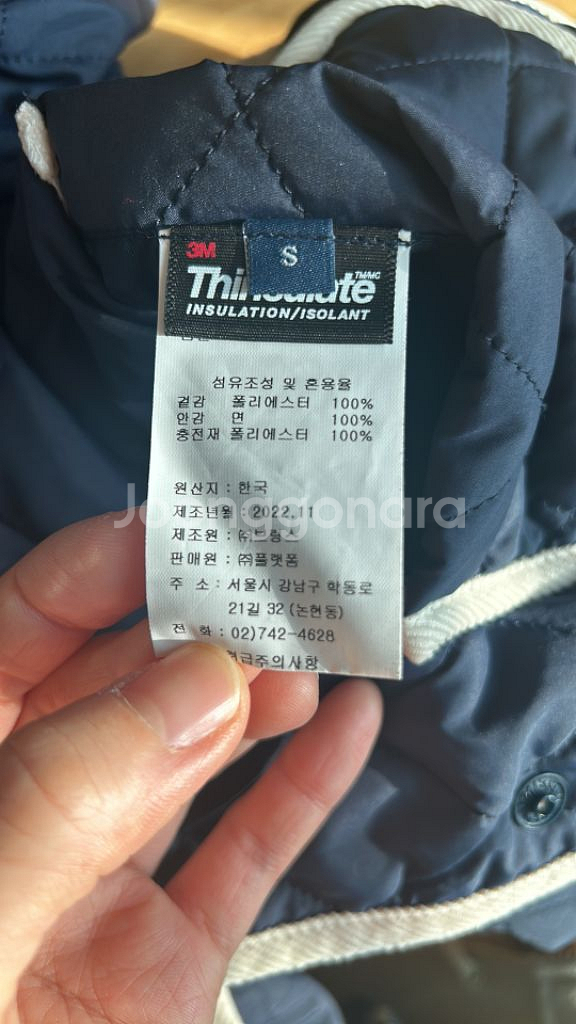 3M
S
Thinsulate TM/MC
INSULATION/ISOLANT
섬유조성 및 혼용율
겉감 폴리에스터 100%
안감 면 100%
충전재 폴리에스터 100%
원산지 : 한국
제조년월 : 2022.11
Joonggonara
제조원 : ㈜브랑스
판매원 : ㈜플랫폼
주 소 : 서울시 강남구 학동로
21길 32 (논현동)
전 화 : 02)742-4628
취급주의사항